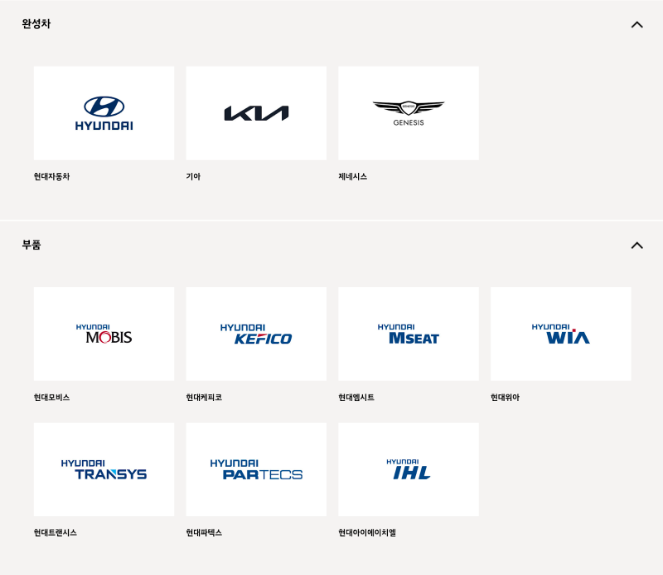 완성차
HYUNDAI
KIA
GENESIS
현대자동차
기아
제네시스
부품
HYUNDAI
MOBIS
HYUNDAI
KEFICO
HYUNDAI
MSEAT
HYUNDAI
WIA
현대모비스
현대케피코
현대엠시트
현대위아
HYUNDAI
TRANSYS
HYUNDAI
PARTECS
HYUNDAI
IHL
현대트랜시스
현대파텍스
현대아이에이치엘